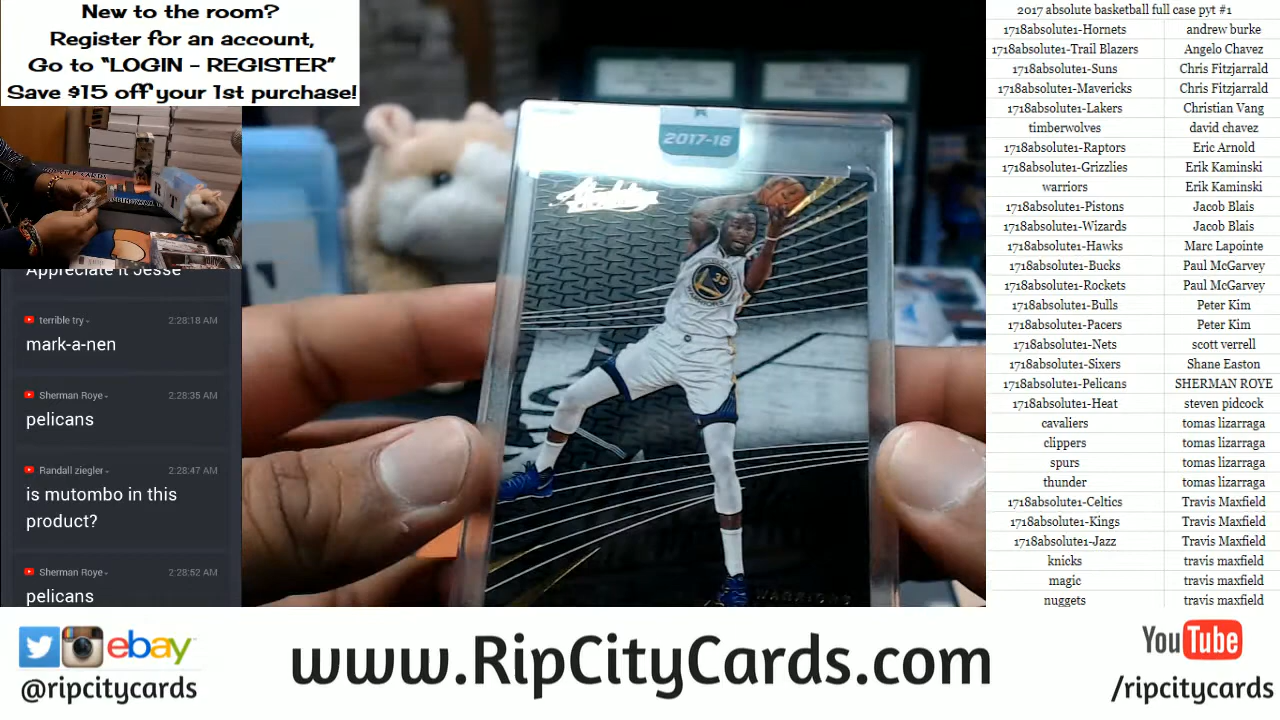 New to the room?
Register for an account,
Go to “LOGIN - REGISTER”
Save $15 off your 1st purchase!
Appreciate it Jesse
terrible try 2:28:18 AM
mark-a-nen
Sherman Roye 2:28:35 AM
pelicans
Randall ziegler 2:28:47 AM
is mutombo in this
product?
Sherman Roye 2:28:52 AM
pelicans
2017-18
Absolute
35
WARRIORS
2017 absolute basketball full case pyt #1
1718absolute1-Hornets andrew burke
1718absolute1-Trail Blazers Angelo Chavez
1718absolute1-Suns Chris Fitzjarrald
1718absolute1-Mavericks Chris Fitzjarrald
1718absolute1-Lakers Christian Vang
timberwolves david chavez
1718absolute1-Raptors Eric Arnold
1718absolute1-Grizzlies Erik Kaminski
warriors Erik Kaminski
1718absolute1-Pistons Jacob Blais
1718absolute1-Wizards Jacob Blais
1718absolute1-Hawks Marc Lapointe
1718absolute1-Bucks Paul McGarvey
1718absolute1-Rockets Paul McGarvey
1718absolute1-Bulls Peter Kim
1718absolute1-Pacers Peter Kim
1718absolute1-Nets scott verrell
1718absolute1-Sixers Shane Easton
1718absolute1-Pelicans SHERMAN ROYE
1718absolute1-Heat steven pidcock
cavaliers tomas lizarraga
clippers tomas lizarraga
spurs tomas lizarraga
thunder tomas lizarraga
1718absolute1-Celtics Travis Maxfield
1718absolute1-Kings Travis Maxfield
1718absolute1-Jazz Travis Maxfield
knicks travis maxfield
magic travis maxfield
nuggets travis maxfield
ebay
@ripcitycards
www.RipCityCards.com
YouTube
/ripcitycards